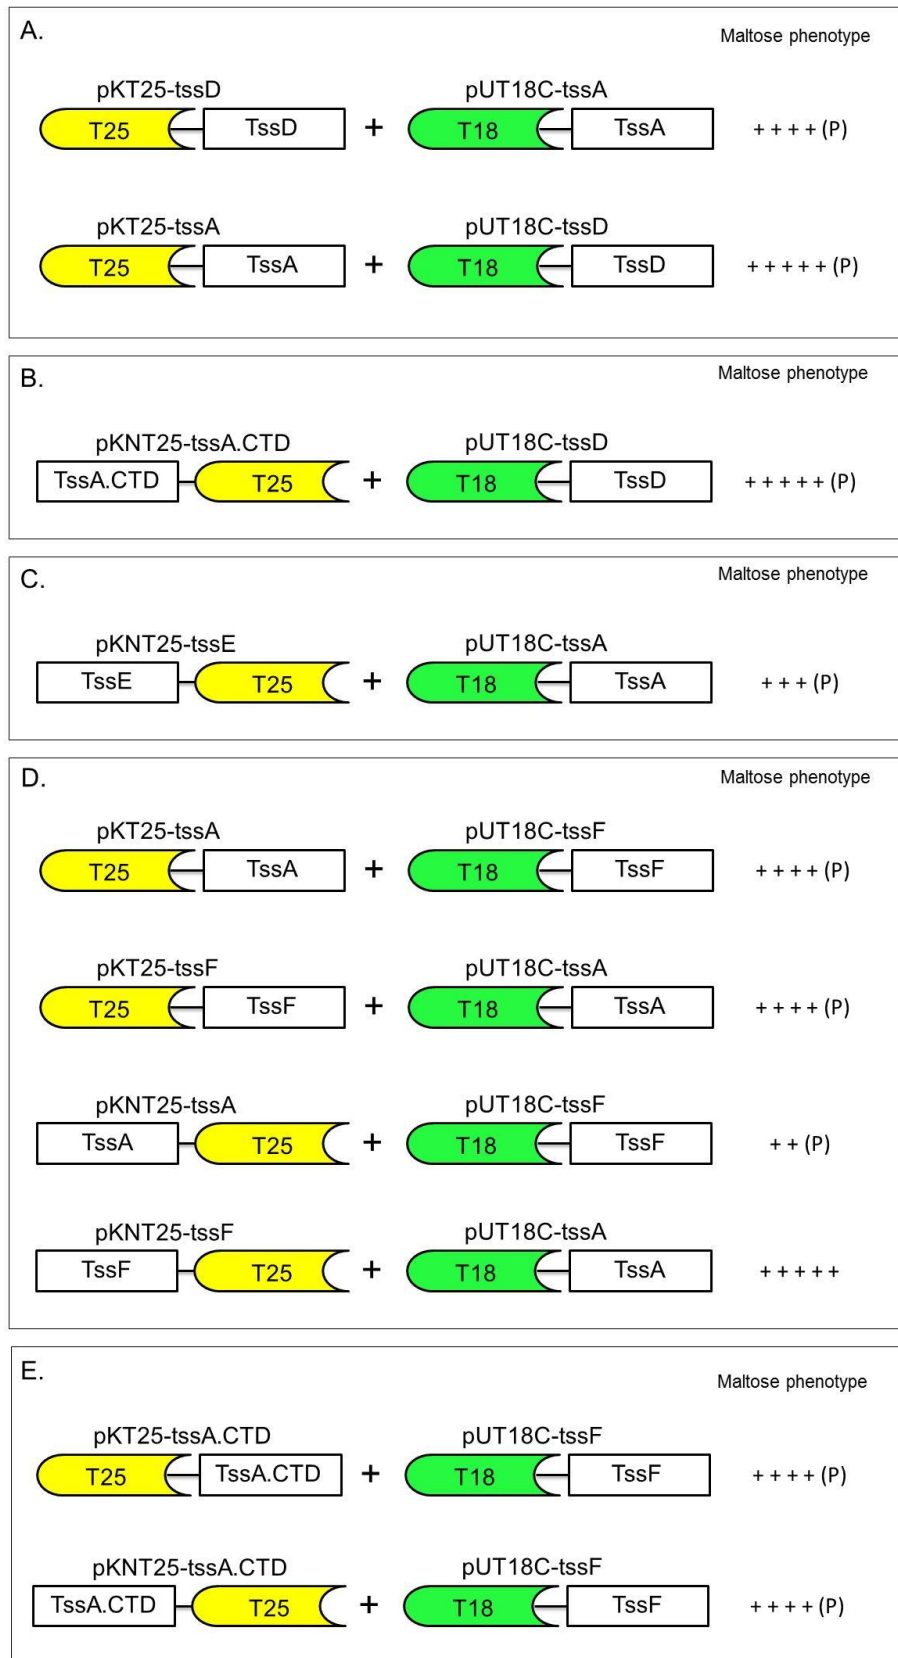 A.
Maltose phenotype
pKT25-tssD pUT18C-tssA
T25 TssD + T18 TssA + + + + (P)
pKT25-tssA pUT18C-tssD
T25 TssA + T18 TssD + + + + + (P)
B.
Maltose phenotype
pKNT25-tssA.CTD pUT18C-tssD
TssA.CTD T25 + T18 TssD + + + + + (P)
C.
Maltose phenotype
pKNT25-tssE pUT18C-tssA
TssE T25 + T18 TssA + + + (P)
D.
Maltose phenotype
pKT25-tssA pUT18C-tssF
T25 TssA + T18 TssF + + + + (P)
pKT25-tssF pUT18C-tssA
T25 TssF + T18 TssA + + + + (P)
pKNT25-tssA pUT18C-tssF
TssA T25 + T18 TssF + + (P)
pKNT25-tssF pUT18C-tssA
TssF T25 + T18 TssA + + + + +
E.
Maltose phenotype
pKT25-tssA.CTD pUT18C-tssF
T25 TssA.CTD + T18 TssF + + + + (P)
pKNT25-tssA.CTD pUT18C-tssF
TssA.CTD T25 + T18 TssF + + + + (P)